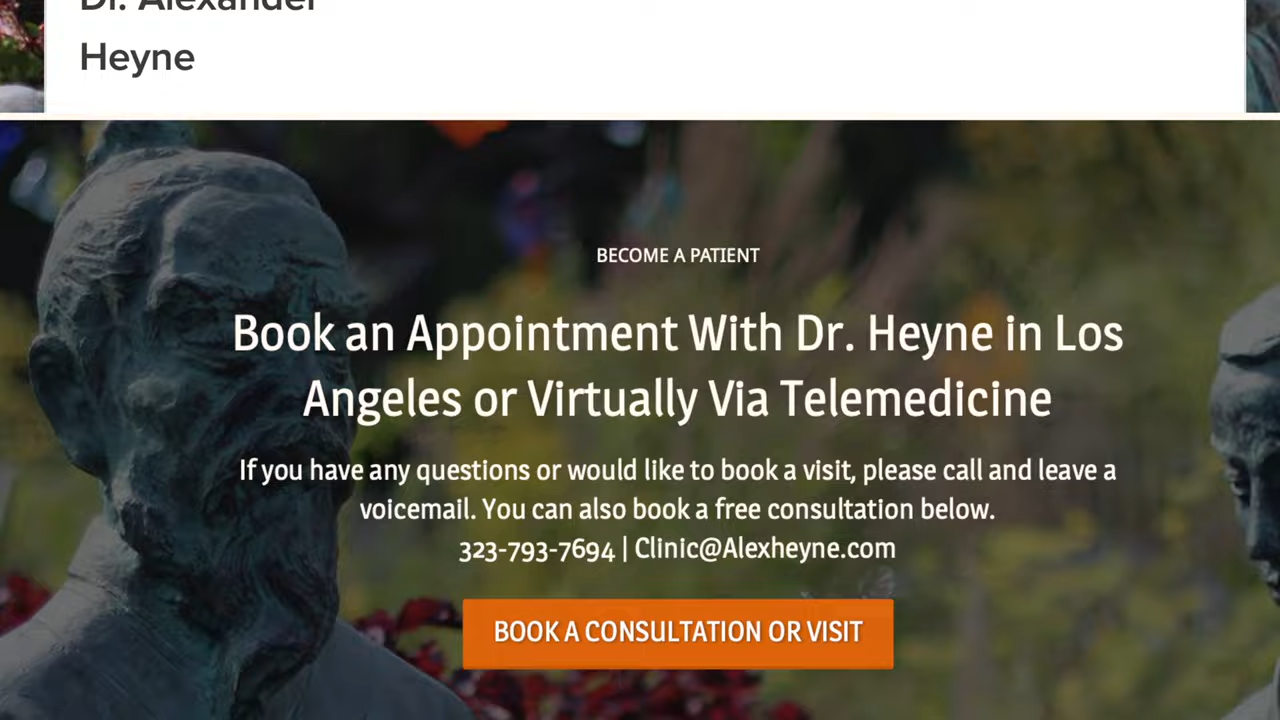 Dr. Alexander
Heyne
BECOME A PATIENT
Book an Appointment With Dr. Heyne in Los
Angeles or Virtually Via Telemedicine
If you have any questions or would like to book a visit, please call and leave a
voicemail. You can also book a free consultation below.
323-793-7694 | Clinic@Alexheyne.com
BOOK A CONSULTATION OR VISIT